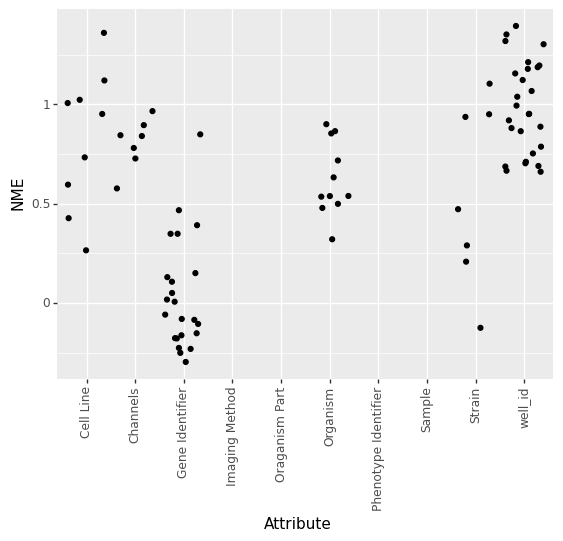 NME
1
0.5
0
Cell Line
Channels
Gene Identifier
Imaging Method
Oraganism Part
Organism
Phenotype Identifier
Sample
Strain
well_id
Attribute